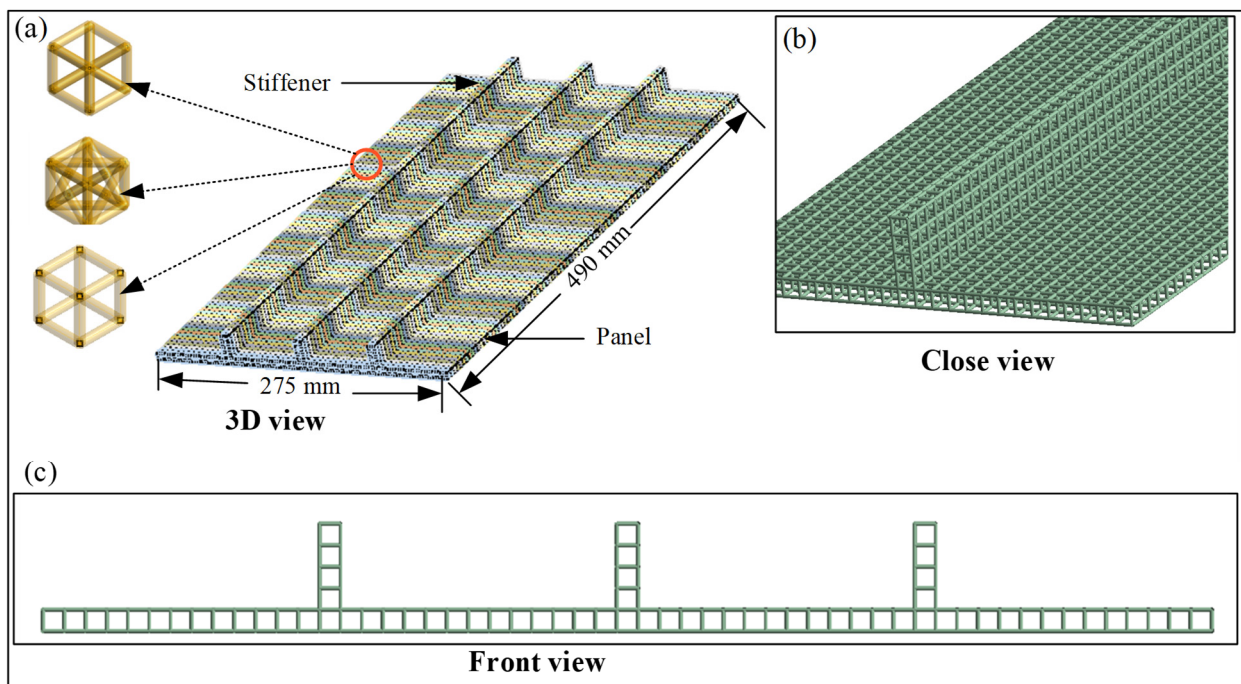 (a)
Stiffener
490 mm
Panel
275 mm
3D view
(b)
Close view
(c)
Front view